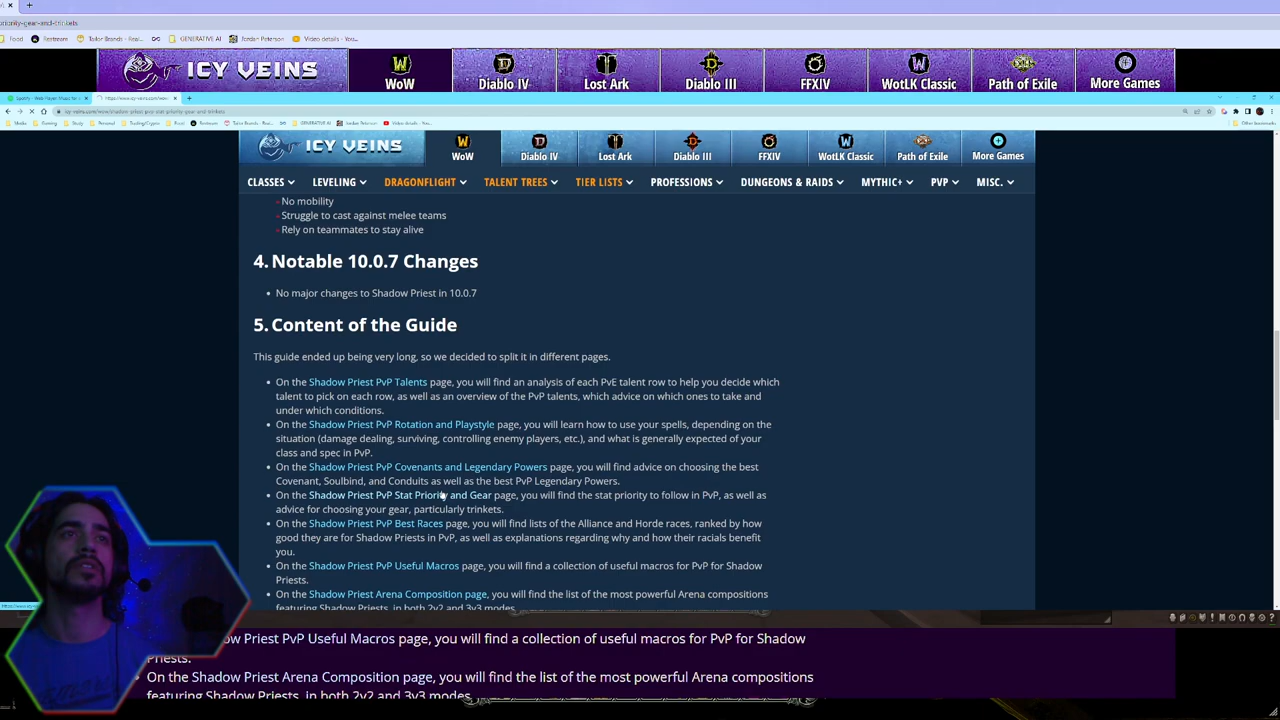 priority-gear-and-trinkets
Food
Rentmore
Tailor Brands - Real...
GENERATIVE AI
Jordan Peterson
Video details - You...
ICY VEINS
WoW
Diablo IV
Lost Ark
Diablo III
FFXIV
WotLK Classic
Path of Exile
More Games
ICY VEINS
WoW
Diablo IV
Lost Ark
Diablo III
FFXIV
WotLK Classic
Path of Exile
More Games
CLASSES
LEVELING
DRAGONFLIGHT
TALENT TREES
TIER LISTS
PROFESSIONS
DUNGEONS & RAIDS
MYTHIC+
PVP
MISC.
No mobility
Struggle to cast against melee teams
Rely on teammates to stay alive
4. Notable 10.0.7 Changes
• No major changes to Shadow Priest in 10.0.7
5. Content of the Guide
This guide ended up being very long, so we decided to split it in different pages.
• On the Shadow Priest PvP Talents page, you will find an analysis of each PvE talent row to help you decide which
talent to pick on each row, as well as an overview of the PvP talents, which advice on which ones to take and
under which conditions.
• On the Shadow Priest PvP Rotation and Playstyle page, you will learn how to use your spells, depending on the
situation (damage dealing, surviving, controlling enemy players, etc.), and what is generally expected of your
class and spec in PvP.
• On the Shadow Priest PvP Covenants and Legendary Powers page, you will find advice on choosing the best
Covenant, Soulbind, and Conduits as well as the best PvP Legendary Powers.
• On the Shadow Priest PvP Stat Priority and Gear page, you will find the stat priority to follow in PvP, as well as
advice for choosing your gear, particularly trinkets.
• On the Shadow Priest PvP Best Races page, you will find lists of the Alliance and Horde races, ranked by how
good they are for Shadow Priests in PvP, as well as explanations regarding why and how their racials benefit
you.
• On the Shadow Priest PvP Useful Macros page, you will find a collection of useful macros for PvP for Shadow
Priests.
• On the Shadow Priest Arena Composition page, you will find the list of the most powerful Arena compositions
featuring Shadow Priests, in both 2v2 and 3v3 modes.
ow Priest PvP Useful Macros page, you will find a collection of useful macros for PvP for Shadow
Priests.
On the Shadow Priest Arena Composition page, you will find the list of the most powerful Arena compositions
featuring Shadow Priests, in both 2v2 and 3v3 modes.